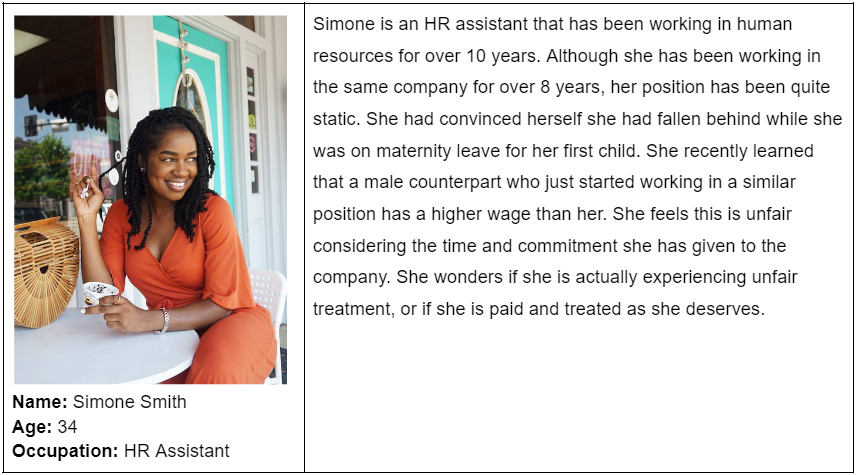 Simone is an HR assistant that has been working in human
resources for over 10 years. Although she has been working in
the same company for over 8 years, her position has been quite
static. She had convinced herself she had fallen behind while she
was on maternity leave for her first child. She recently learned
that a male counterpart who just started working in a similar
position has a higher wage than her. She feels this is unfair
considering the time and commitment she has given to the
company. She wonders if she is actually experiencing unfair
treatment, or if she is paid and treated as she deserves.
Name: Simone Smith
Age: 34
Occupation: HR Assistant